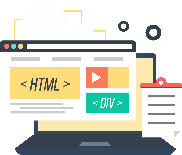 < HTML >
< DIV >